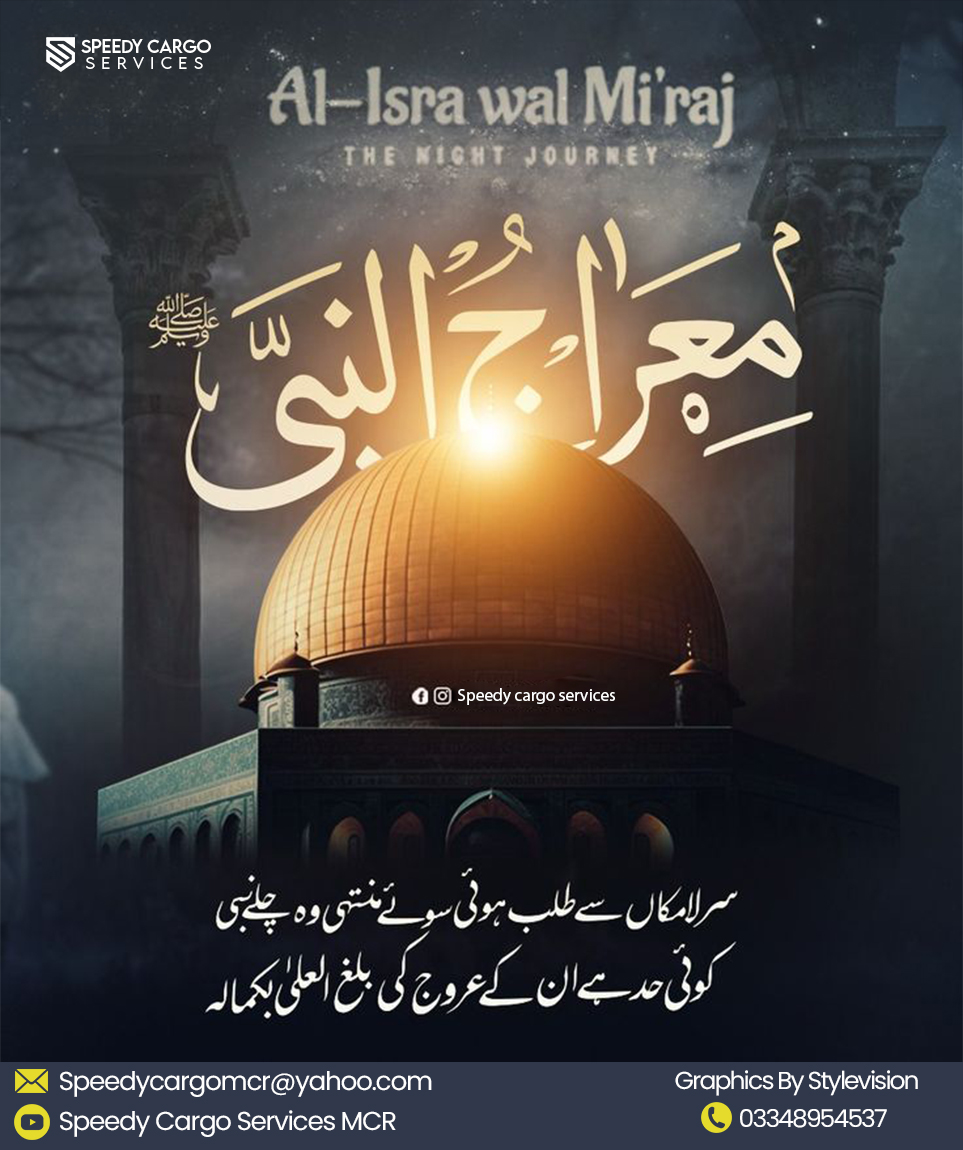 SPEEDY CARGO
SERVICES
Al-Isra wal Mi'raj
THE NIGHT JOURNEY
مِعْرَاجُ النَّبِیّ
صلى الله عليه وسلم
Speedy cargo services
سرِ لامکاں سے طلب ہوئی سوئے منتہیٰ وہ چلے نبی
کوئی حد ہے ان کے عروج کی بلغ العلیٰ بکمالہ
Speedycargomcr@yahoo.com
Speedy Cargo Services MCR
Graphics By Stylevision
03348954537